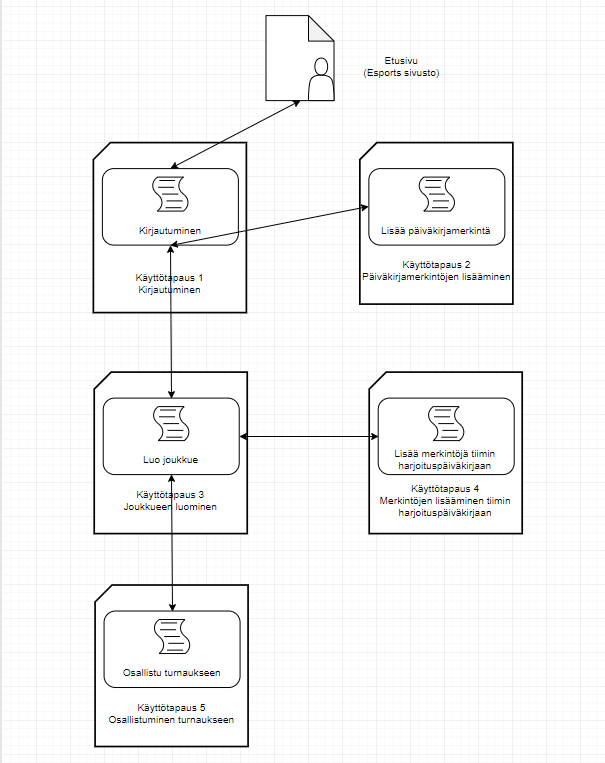 Etusivu
(Esports sivusto)
Kirjautuminen
Käyttötapaus 1
Kirjautuminen
Lisää päiväkirjamerkintä
Käyttötapaus 2
Päiväkirjamerkintöjen lisääminen
Luo joukkue
Käyttötapaus 3
Joukkueen luominen
Lisää merkintöjä tiimin
harjoituspäiväkirjaan
Käyttötapaus 4
Merkintöjen lisääminen tiimin
harjoituspäiväkirjaan
Osallistu turnaukseen
Käyttötapaus 5
Osallistuminen turnaukseen